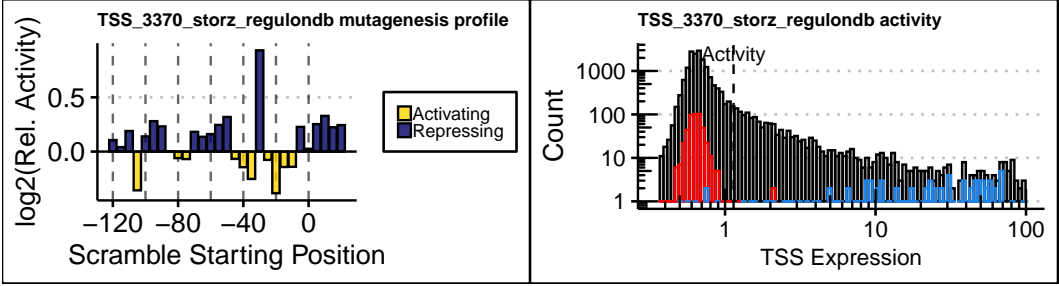 TSS_3370_storz_regulondb mutagenesis profile
log2(Rel. Activity)
0.5
0.0
−120
−80
−40
0
Scramble Starting Position
Activating
Repressing
TSS_3370_storz_regulondb activity
Activity
Count
1000
100
10
1
1
10
100
TSS Expression